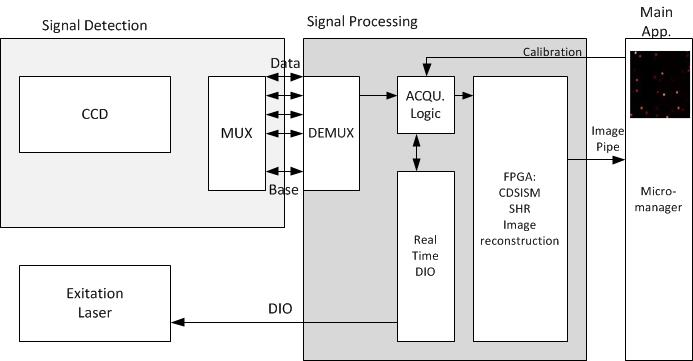 Signal Detection
Signal Processing
Main
App.
Calibration
Data
CCD
MUX
DEMUX
ACQU.
Logic
Image
Pipe
Base
FPGA:
CDSISM
SHR
Image
reconstruction
Micro-
manager
Real
Time
DIO
Exitation
Laser
DIO